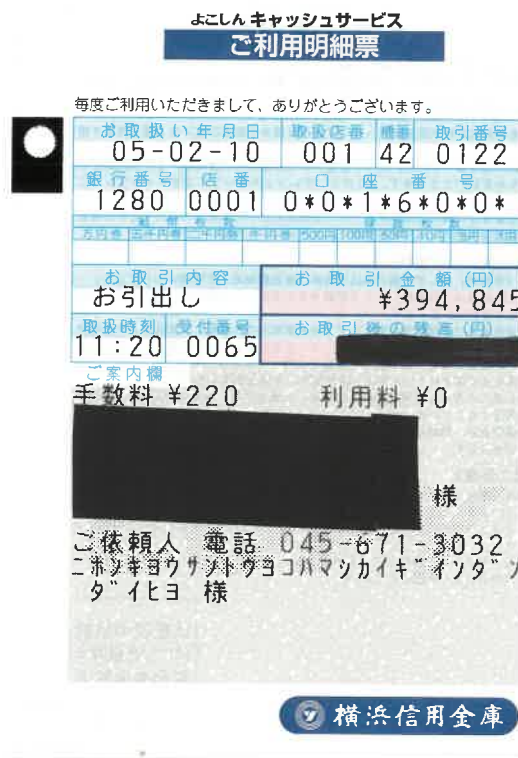 よこしん キャッシュサービス
ご利用明細票
毎度ご利用いただきまして、ありがとうございます。
お取扱い年月日 取扱店番 機番 取引番号
05-02-10 001 42 0122
銀行番号 店番 口座番号
1280 0001 0*0*1*6*0*0*
お取引内容 お取引金額(円)
お引出し ¥394,845
取扱時刻 受付番号 お取引後の残高(円)
11:20 0065
ご案内欄
手数料 ¥220 利用料 ¥0
様
ご依頼人 電話 045-671-3032
ニホンキヨウサントウヨコハマシカイギインダン
ダイヒヨ 様
横浜信用金庫